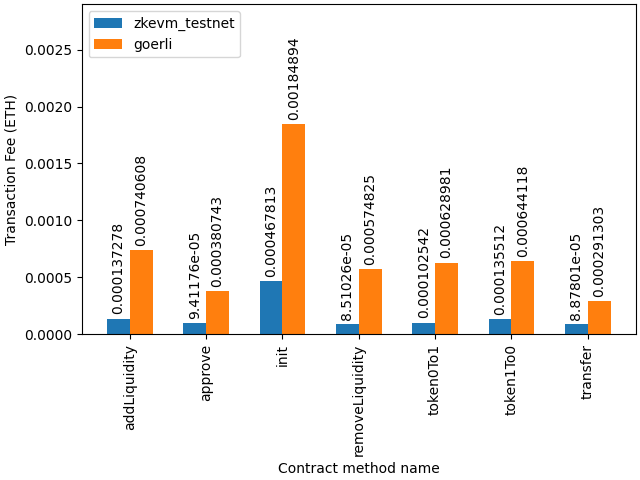 zkevm_testnet
goerli
Transaction Fee (ETH)
0.0025
0.0020
0.0015
0.0010
0.0005
0.0000
0.000137278
0.000740608
9.41176e-05
0.000380743
0.000467813
0.00184894
8.51026e-05
0.000574825
0.000102542
0.000628981
0.000135512
0.000644118
8.87801e-05
0.000291303
addLiquidity
approve
init
removeLiquidity
token0To1
token1To0
transfer
Contract method name